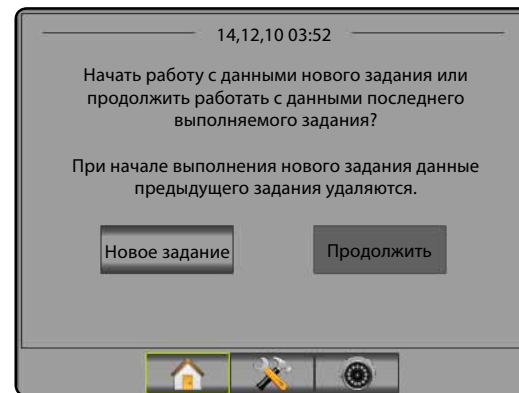 14,12,10 03:52
Начать работу с данными нового задания или
продолжить работать с данными последнего
выполняемого задания?
При начале выполнения нового задания данные
предыдущего задания удаляются.
Новое задание
Продолжить